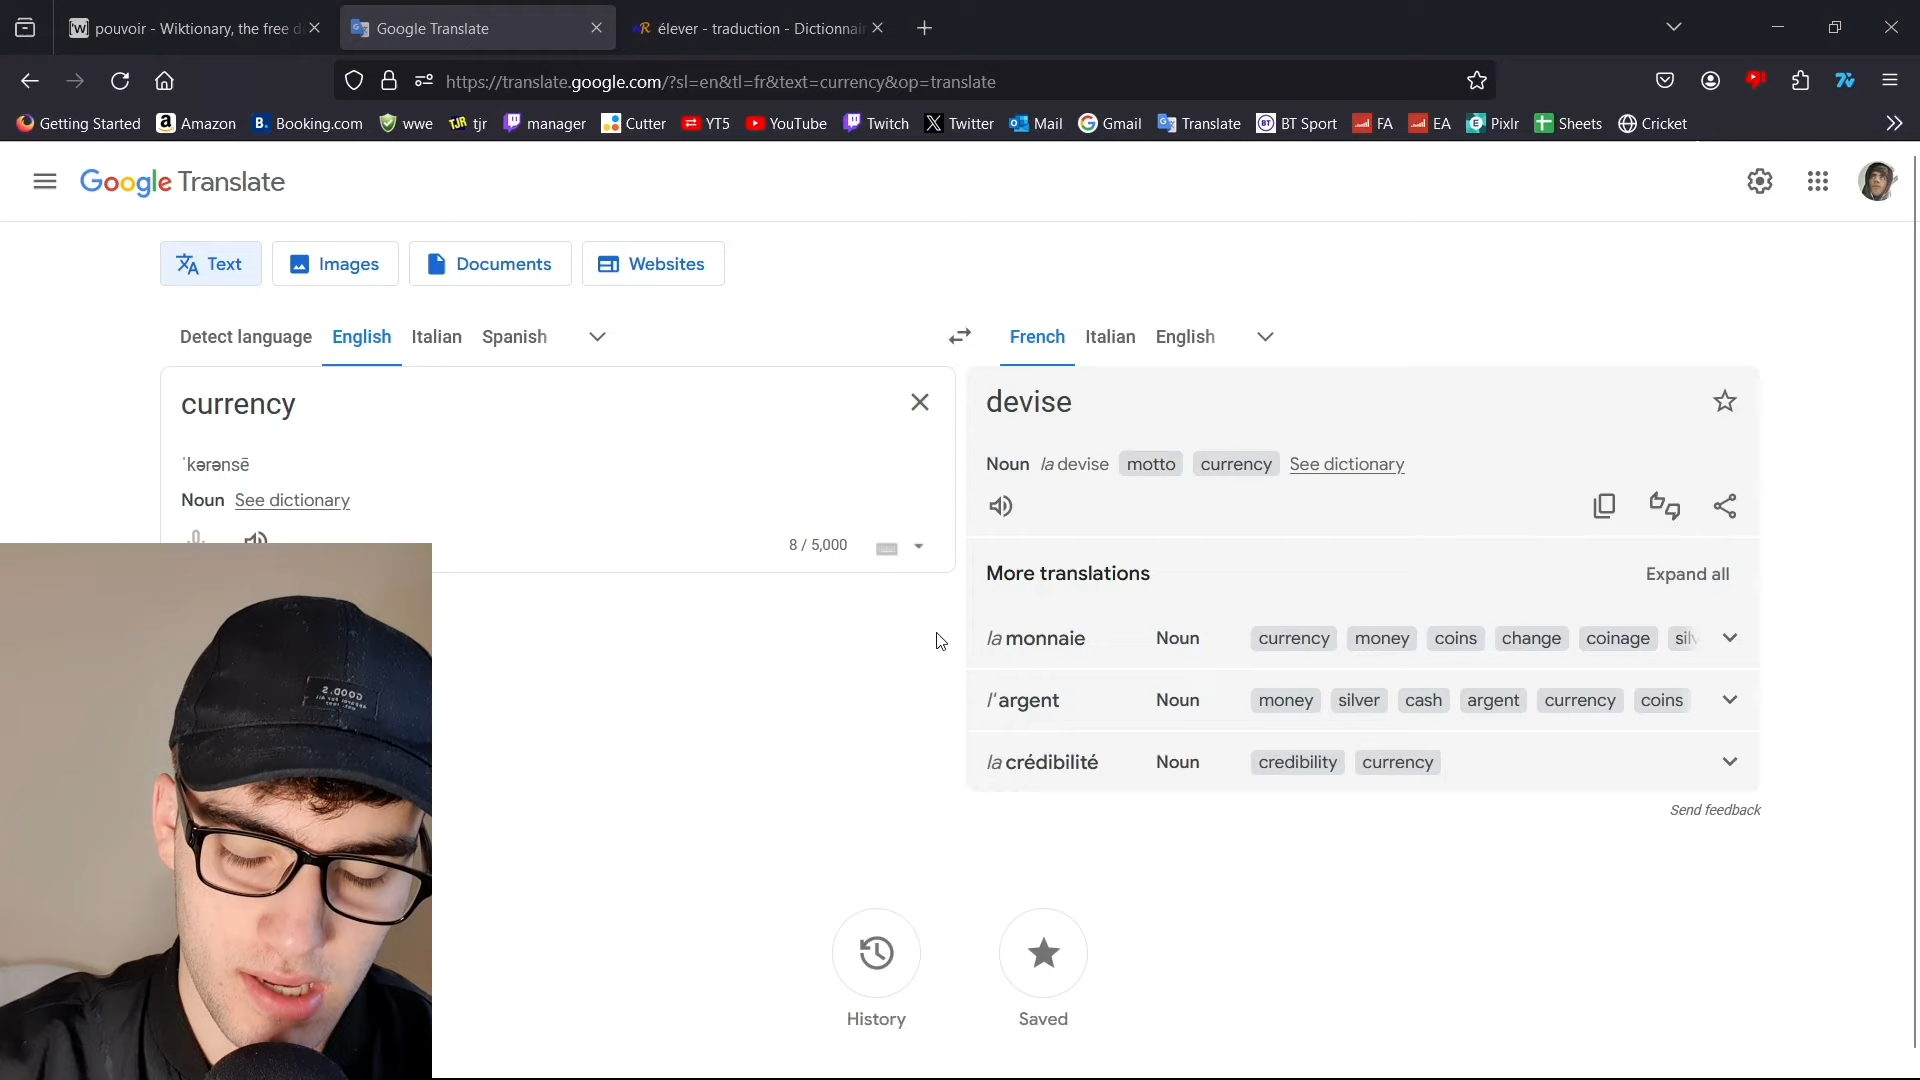 pouvoir - Wiktionary, the free d
Google Translate
élever - traduction - Dictionnair
https://translate.google.com/?sl=en&tl=fr&text=currency&op=translate
Getting Started Amazon Booking.com wwe tjr manager Cutter YT5 YouTube Twitch Twitter Mail Gmail Translate BT Sport FA EA Pixlr Sheets Cricket
Google Translate
Text Images Documents Websites
Detect language English Italian Spanish
French Italian English
currency
ˈkərənsē
Noun See dictionary
8 / 5,000
devise
Noun la devise motto currency See dictionary
More translations Expand all
la monnaie Noun currency money coins change coinage silv
l'argent Noun money silver cash argent currency coins
la crédibilité Noun credibility currency
Send feedback
History Saved